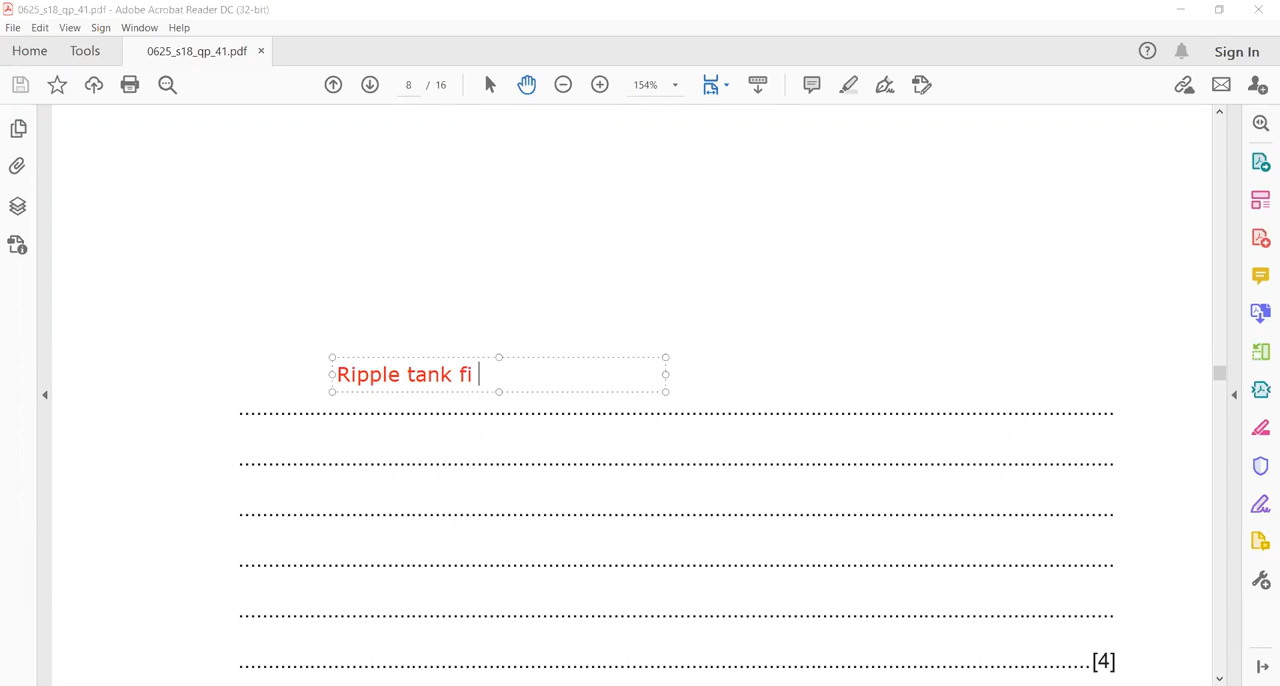 0625_s18_qp_41.pdf - Adobe Acrobat Reader DC (32-bit)
File Edit View Sign Window Help
Home Tools 0625_s18_qp_41.pdf × Sign In
8 / 16 154%
Ripple tank fi
........................................................................
........................................................................
........................................................................
........................................................................
........................................................................
........................................................................[4]